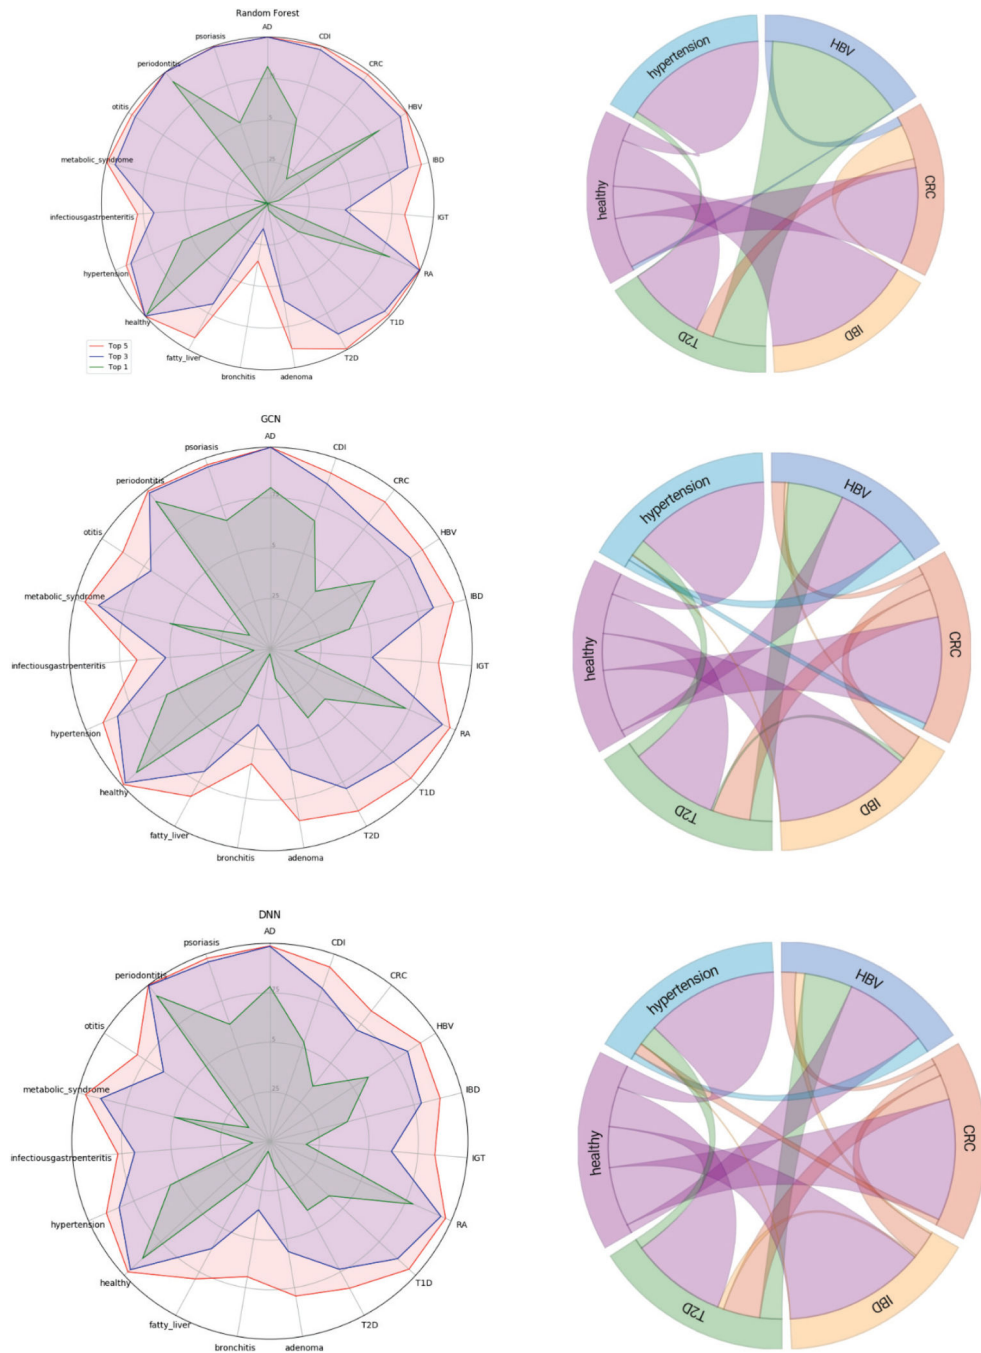 Random Forest
AD
CDI
CRC
HBV
IBD
IGT
RA
T1D
T2D
adenoma
bronchitis
fatty_liver
healthy
hypertension
infectiousgastroenteritis
metabolic_syndrome
otitis
periodontitis
psoriasis
Top 5
Top 3
Top 1
hypertension
HBV
CRC
IBD
T2D
healthy
GCN
AD
CDI
CRC
HBV
IBD
IGT
RA
T1D
T2D
adenoma
bronchitis
fatty_liver
healthy
hypertension
infectiousgastroenteritis
metabolic_syndrome
otitis
periodontitis
psoriasis
hypertension
HBV
CRC
IBD
T2D
healthy
DNN
AD
CDI
CRC
HBV
IBD
IGT
RA
T1D
T2D
adenoma
bronchitis
fatty_liver
healthy
hypertension
infectiousgastroenteritis
metabolic_syndrome
otitis
periodontitis
psoriasis
.25
hypertension
HBV
CRC
IBD
T2D
healthy